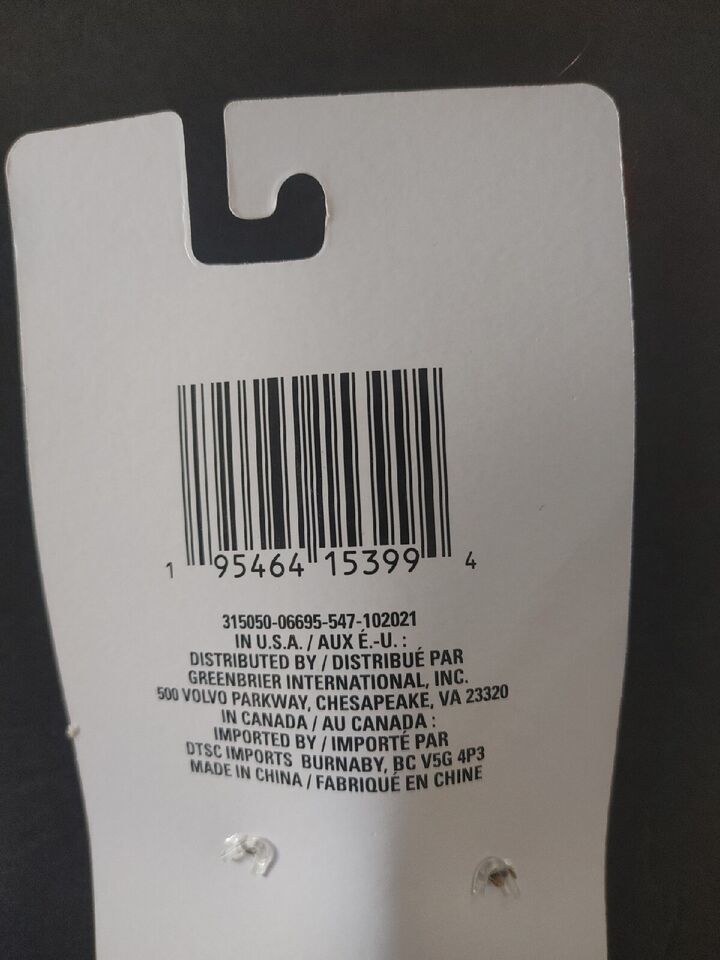 1 95464 15399 4
315050-06695-547-102021
IN U.S.A. / AUX É.-U. :
DISTRIBUTED BY / DISTRIBUÉ PAR
GREENBRIER INTERNATIONAL, INC.
500 VOLVO PARKWAY, CHESAPEAKE, VA 23320
IN CANADA / AU CANADA :
IMPORTED BY / IMPORTÉ PAR
DTSC IMPORTS BURNABY, BC V5G 4P3
MADE IN CHINA / FABRIQUÉ EN CHINE